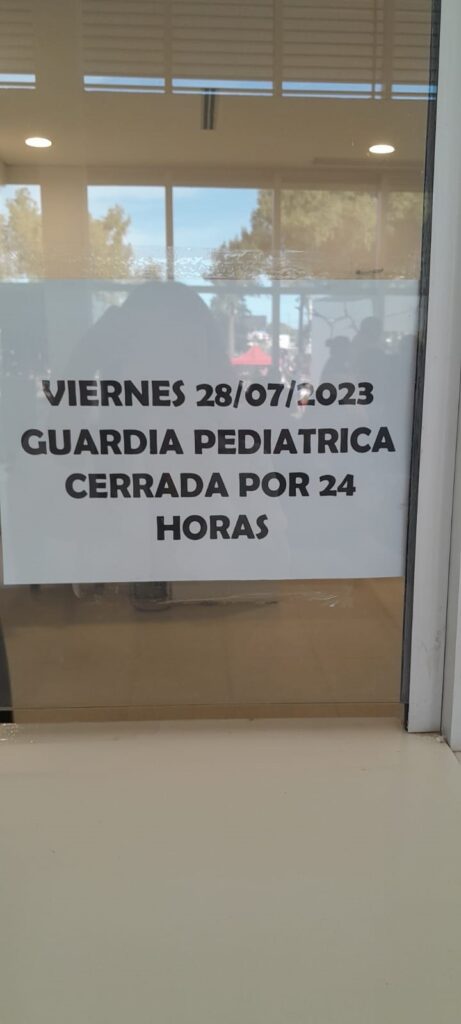 VIERNES 28/07/2023
GUARDIA PEDIATRICA
CERRADA POR 24
HORAS